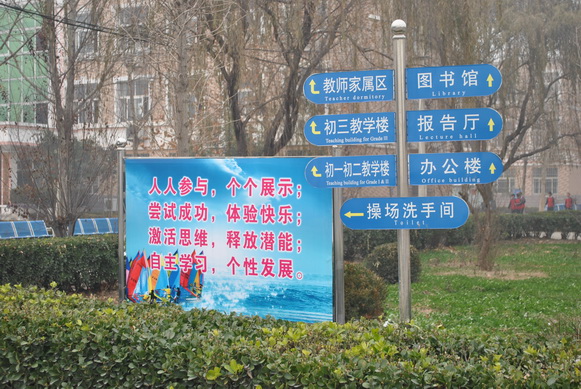 教师家属区
Teacher dormitory
图书馆
Library
初三教学楼
Teaching building for Grade III
报告厅
Lecture hall
初一初二教学楼
Teaching building for Grade I & II
办公楼
Office building
操场洗手间
人人参与，个个展示；
尝试成功，体验快乐；
激活思维，释放潜能；
自主学习，个性发展。